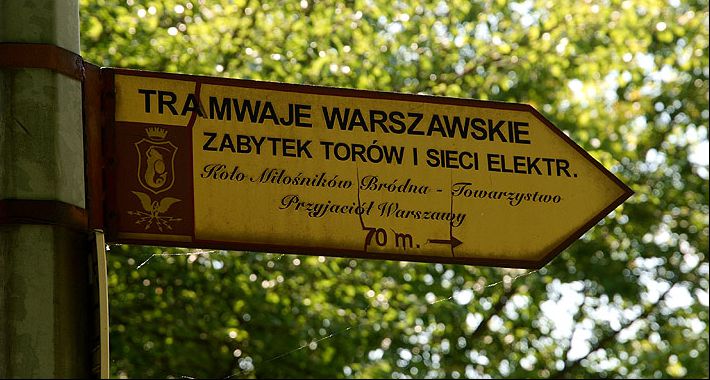 TRAMWAJE WARSZAWSKIE
ZABYTEK TORÓW I SIECI ELEKTR.
Koło Miłośników Bródna - Towarzystwo
Przyjaciół Warszawy
70 m.